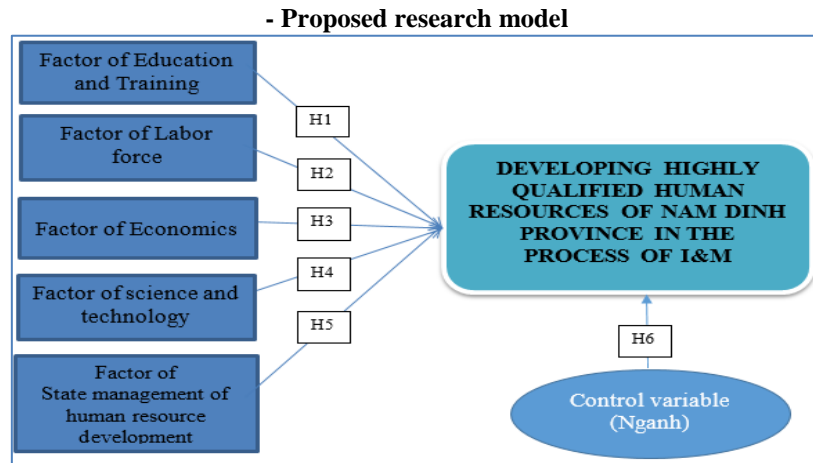 - Proposed research model
Factor of Education
and Training
H1
Factor of Labor
force
H2
Factor of Economics
H3
Factor of science and
technology
H4
Factor of
State management of
human resource
development
H5
DEVELOPING HIGHLY
QUALIFIED HUMAN
RESOURCES OF NAM DINH
PROVINCE IN THE
PROCESS OF I&M
H6
Control variable
(Nganh)